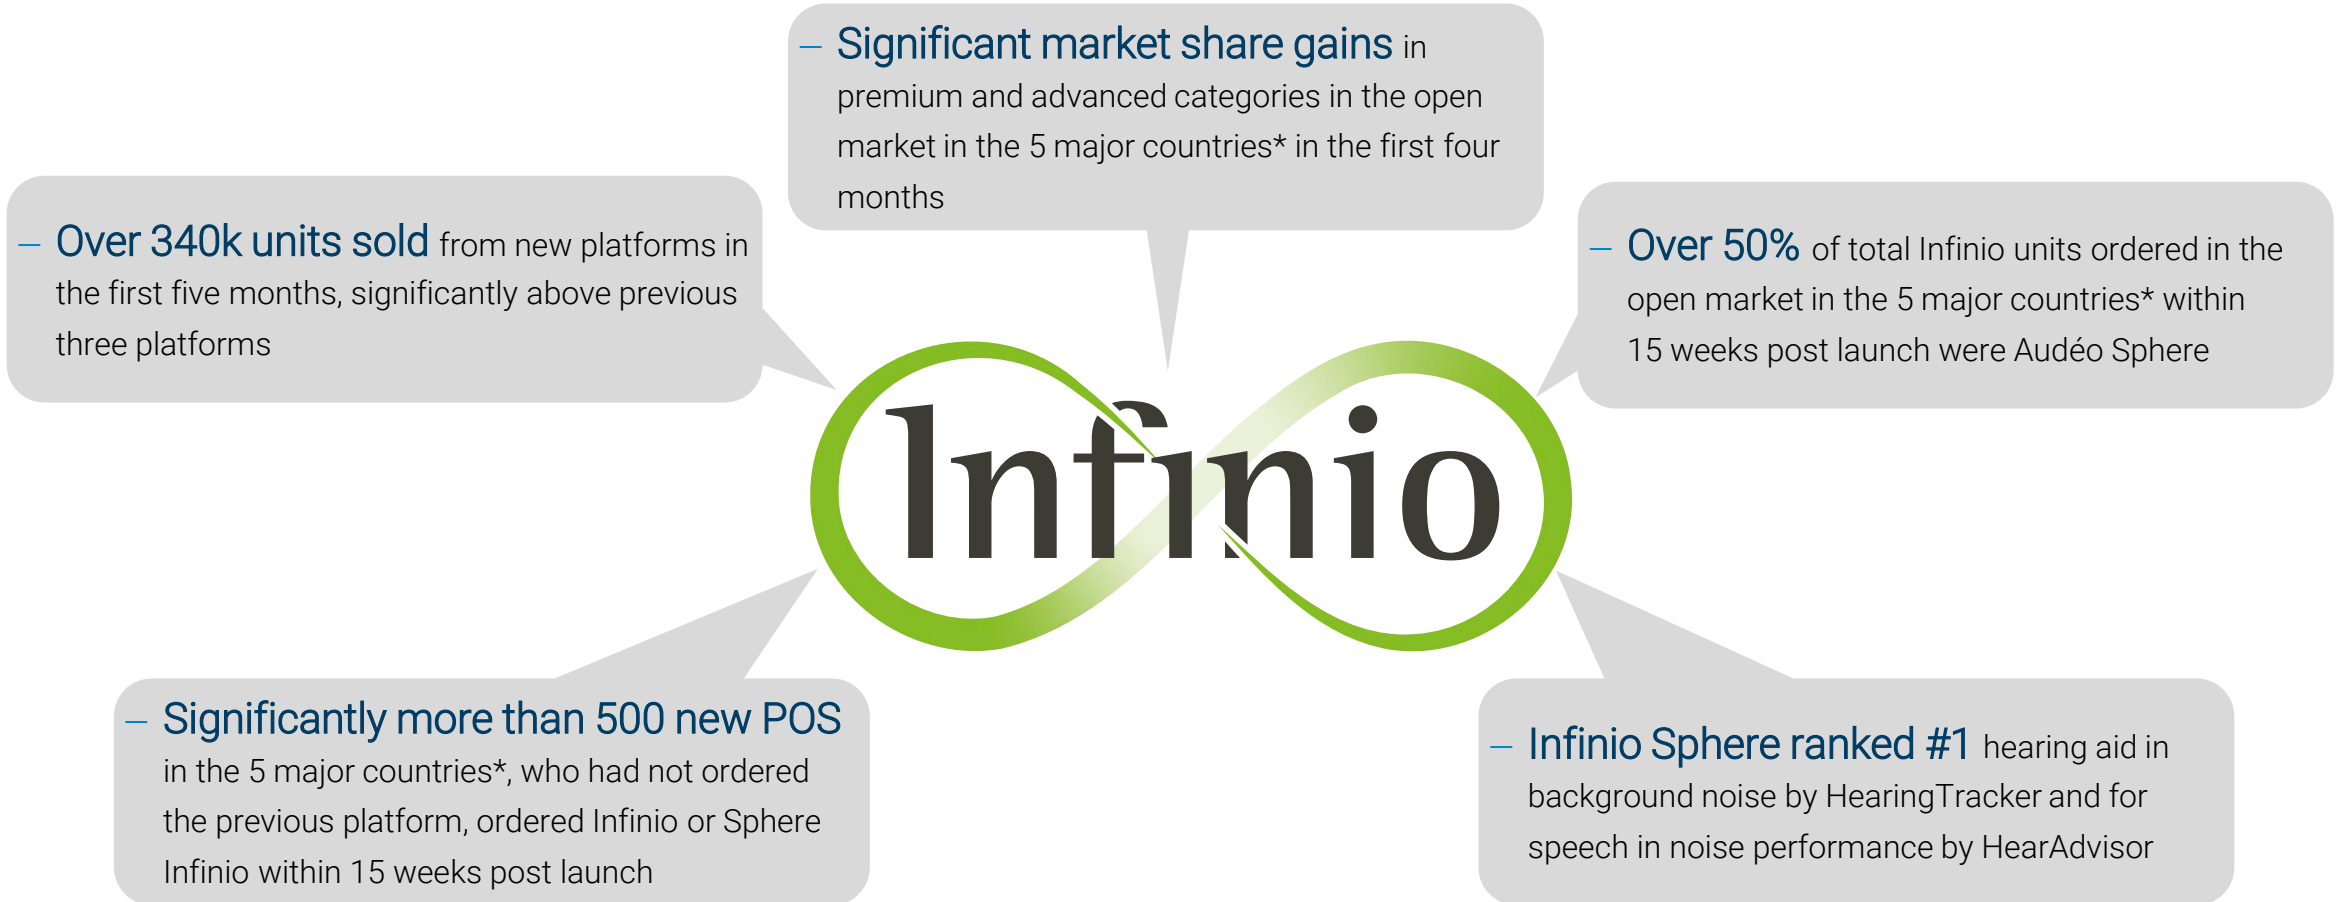 – Significant market share gains in
premium and advanced categories in the open
market in the 5 major countries* in the first four
months
– Over 340k units sold from new platforms in
the first five months, significantly above previous
three platforms
– Over 50% of total Infinio units ordered in the
open market in the 5 major countries* within
15 weeks post launch were Audéo Sphere
Infinio
– Significantly more than 500 new POS
in the 5 major countries*, who had not ordered
the previous platform, ordered Infinio or Sphere
Infinio within 15 weeks post launch
– Infinio Sphere ranked #1 hearing aid in
background noise by HearingTracker and for
speech in noise performance by HearAdvisor